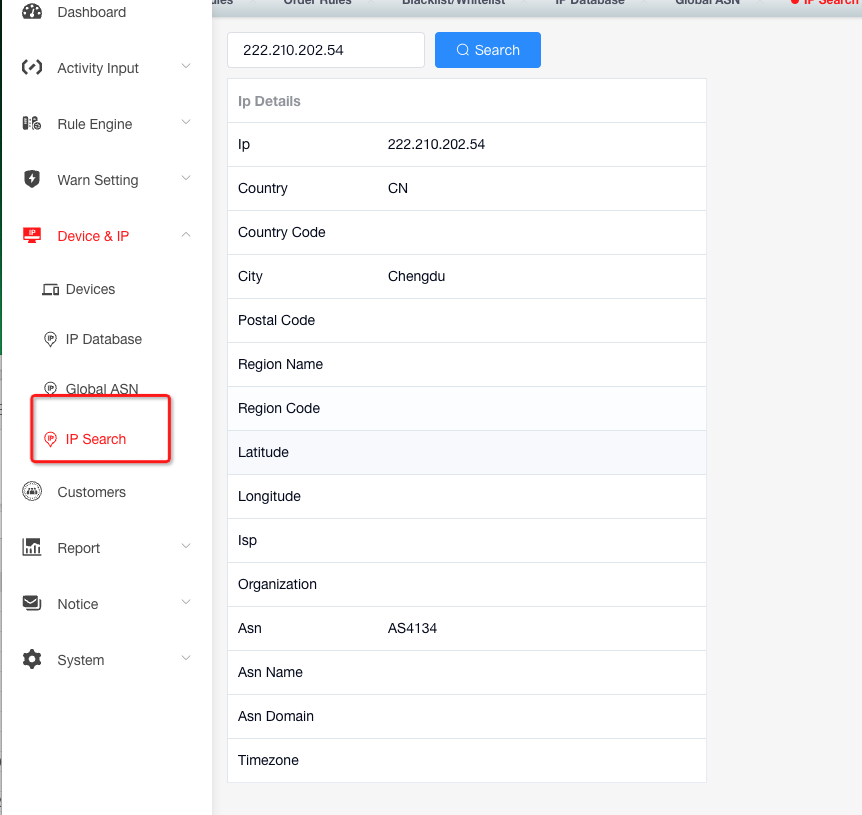 Dashboard
Order Rules
Blacklist/Whitelist
IP Database
Global ASN
IP Search
222.210.202.54
Search
Activity Input
Ip Details
Rule Engine
Ip 222.210.202.54
Warn Setting
Country CN
Device & IP
Country Code
City Chengdu
Devices
Postal Code
IP Database
Region Name
Global ASN
Region Code
IP Search
Latitude
Customers
Longitude
Isp
Report
Organization
Notice
Asn AS4134
System
Asn Name
Asn Domain
Timezone